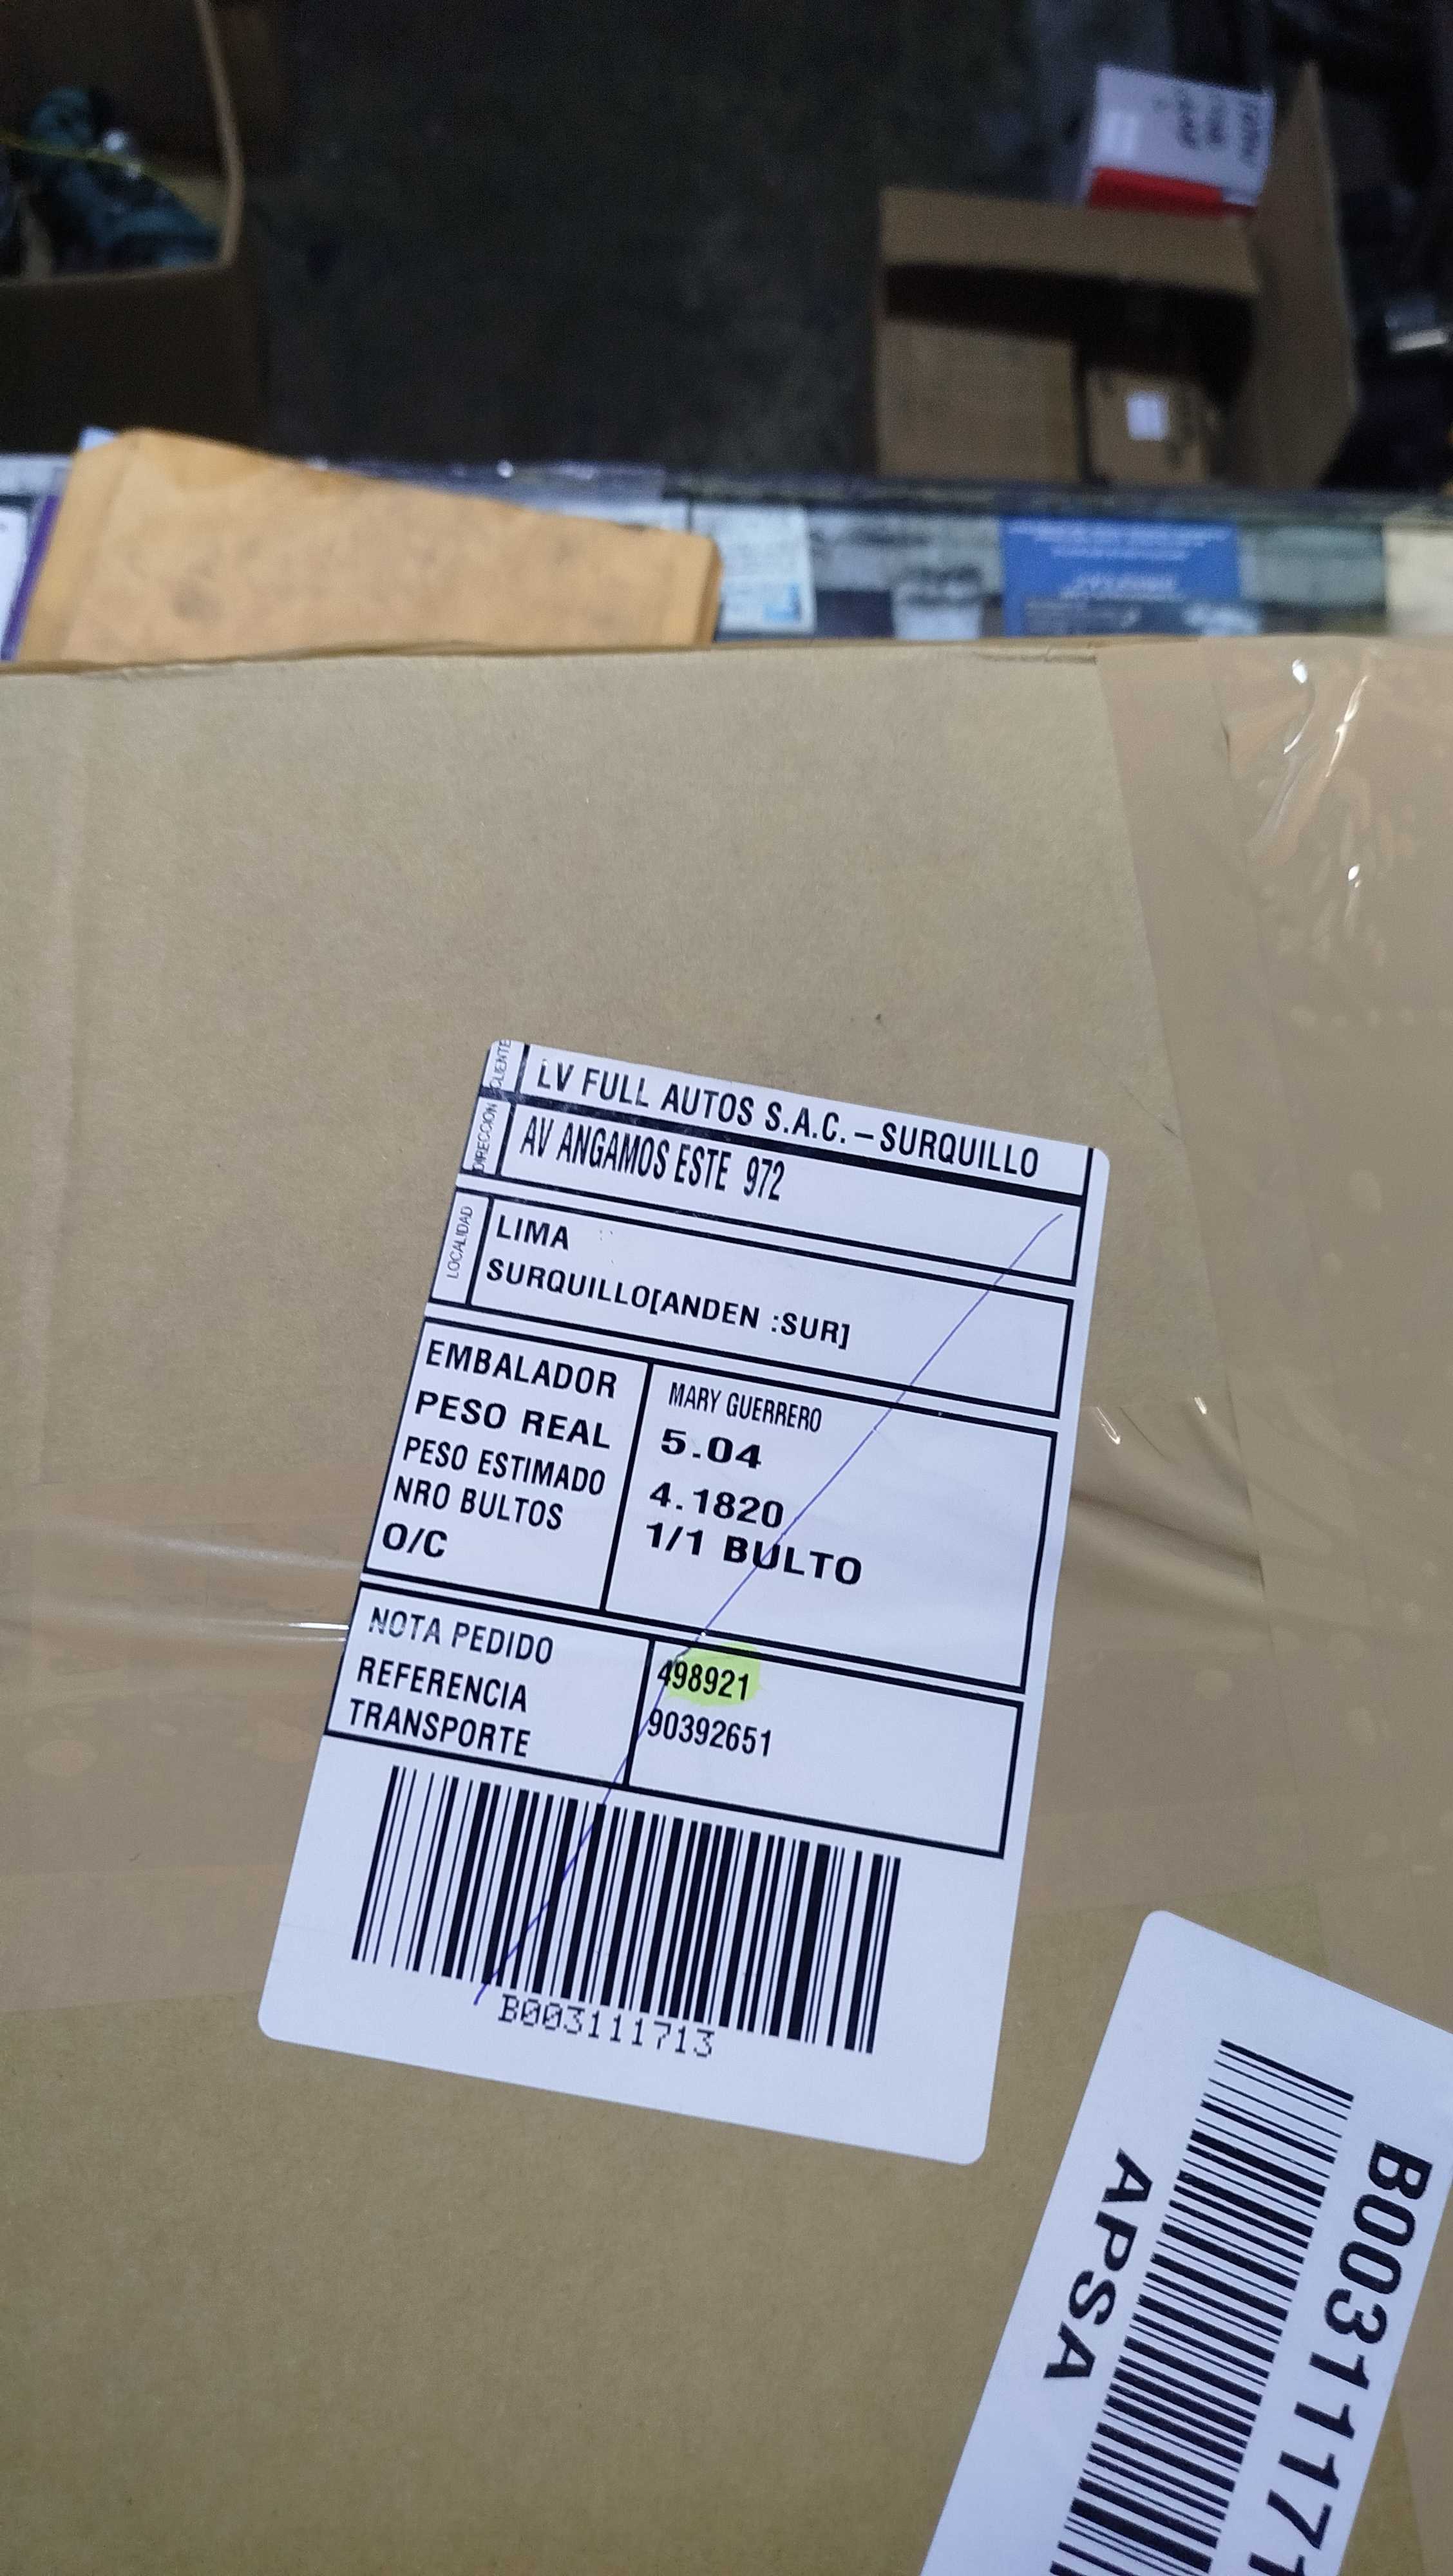 CLIENTE
LV FULL AUTOS S.A.C. – SURQUILLO
DIRECCION
AV ANGAMOS ESTE 972
LOCALIDAD
LIMA
SURQUILLO[ANDEN :SUR]
EMBALADOR MARY GUERRERO
PESO REAL 5.04
PESO ESTIMADO 4.1820
NRO BULTOS 1/1 BULTO
O/C
NOTA PEDIDO 498921
REFERENCIA 90392651
TRANSPORTE
B003111713
B0031117
APSA